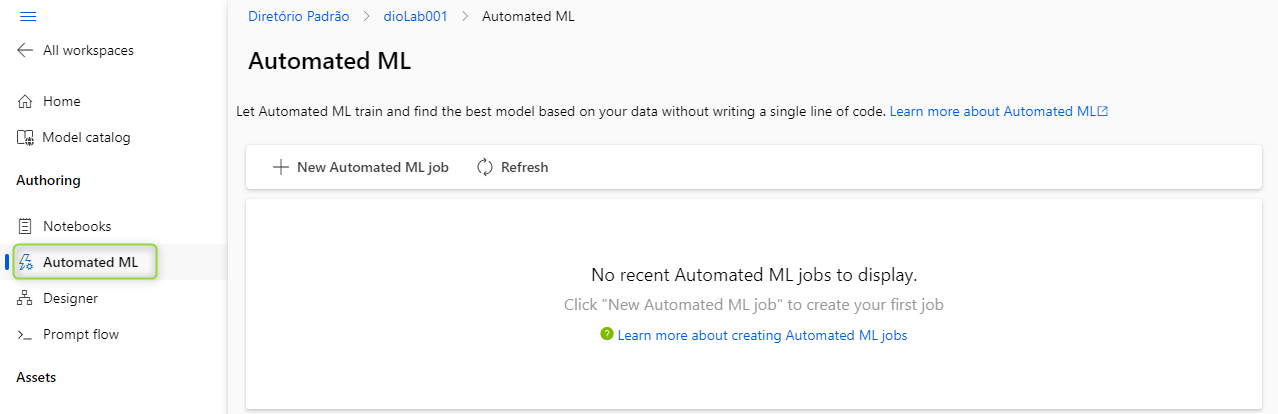 All workspaces
Home
Model catalog
Authoring
Notebooks
Automated ML
Designer
Prompt flow
Assets
Diretório Padrão > dioLab001 > Automated ML
Automated ML
Let Automated ML train and find the best model based on your data without writing a single line of code. Learn more about Automated ML
New Automated ML job Refresh
No recent Automated ML jobs to display.
Click "New Automated ML job" to create your first job
? Learn more about creating Automated ML jobs